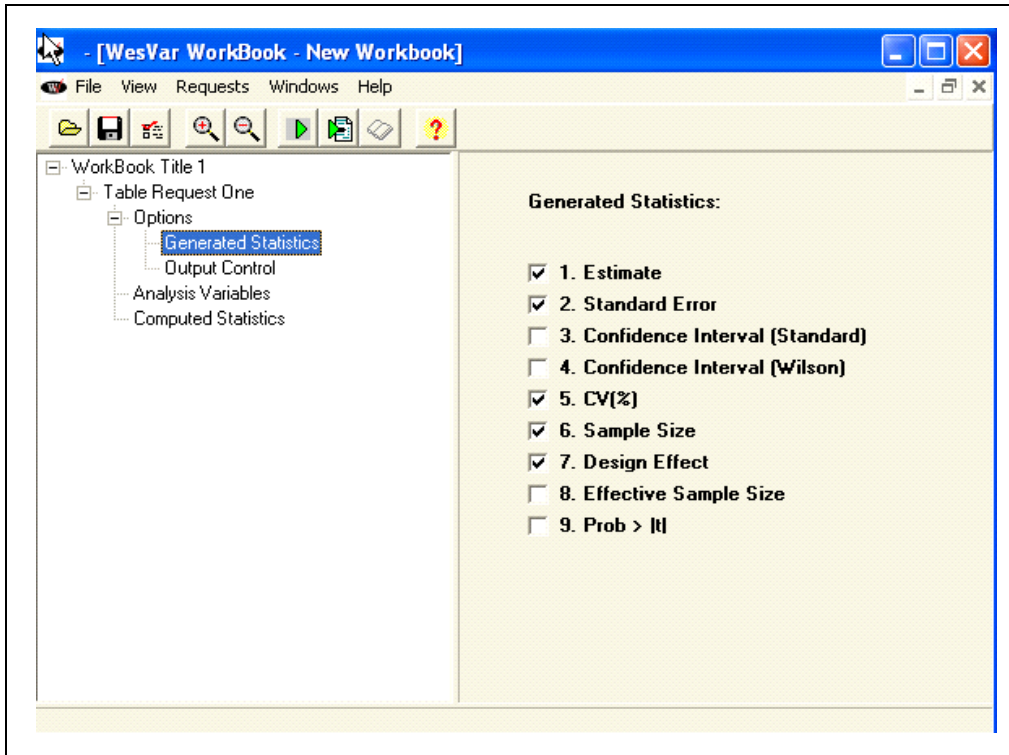 - [WesVar WorkBook - New Workbook]
File View Requests Windows Help
?
WorkBook Title 1
Table Request One
Options
Generated Statistics
Output Control
Analysis Variables
Computed Statistics
Generated Statistics:
1. Estimate
2. Standard Error
3. Confidence Interval (Standard)
4. Confidence Interval (Wilson)
5. CV(%)
6. Sample Size
7. Design Effect
8. Effective Sample Size
9. Prob > |t|